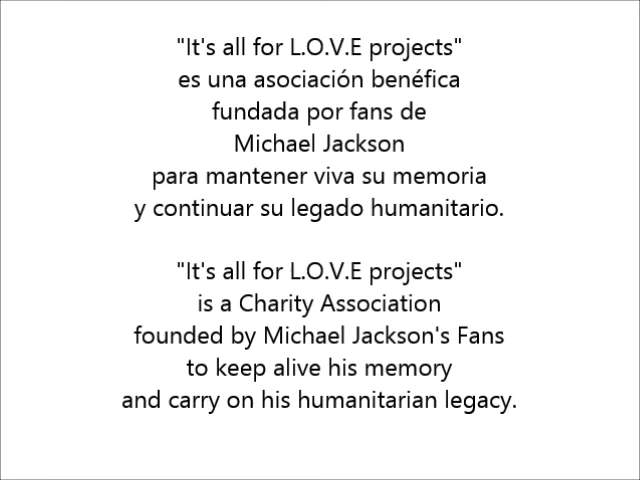 "It's all for L.O.V.E projects"
es una asociación benéfica
fundada por fans de
Michael Jackson
para mantener viva su memoria
y continuar su legado humanitario.
"It's all for L.O.V.E projects"
is a Charity Association
founded by Michael Jackson's Fans
to keep alive his memory
and carry on his humanitarian legacy.